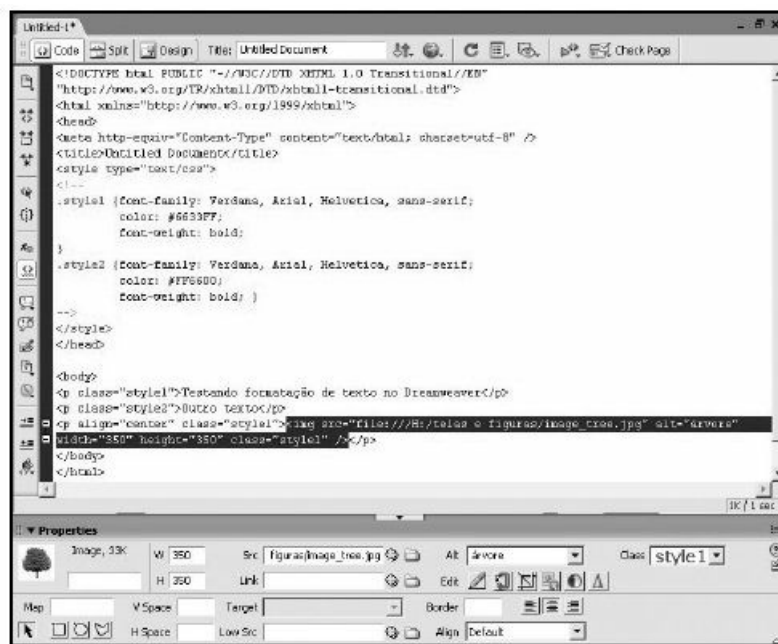 Untitled-1*
Code Split Design Title: Untitled Document Check Page
<!DOCTYPE html PUBLIC "-//W3C//DTD XHTML 1.0 Transitional//EN"
"http://www.w3.org/TR/xhtml1/DTD/xhtml1-transitional.dtd">
<html xmlns="http://www.w3.org/1999/xhtml">
<head>
<meta http-equiv="Content-Type" content="text/html; charset=utf-8" />
<title>Untitled Document</title>
<style type="text/css">
<!--
.style1 {font-family: Verdana, Arial, Helvetica, sans-serif;
color: #6633FF;
font-weight: bold;
}
.style2 {font-family: Verdana, Arial, Helvetica, sans-serif;
color: #FF6600;
font-weight: bold; }
-->
</style>
</head>
<body>
<p class="style1">Testando formatação de texto no Dreamweaver</p>
<p class="style2">Outro texto</p>
<p align="center" class="style1"><img src="file:///H:/telas e figuras/image_tree.jpg" alt="árvore"
width="350" height="350" class="style1" /></p>
</body>
</html>
1K / 1 sec
Properties
Image, 33K W 350 Src figuras/image_tree.jpg Alt árvore Class style1
H 350 Link Edit
Map V Space Target Border
H Space Low Src Align Default